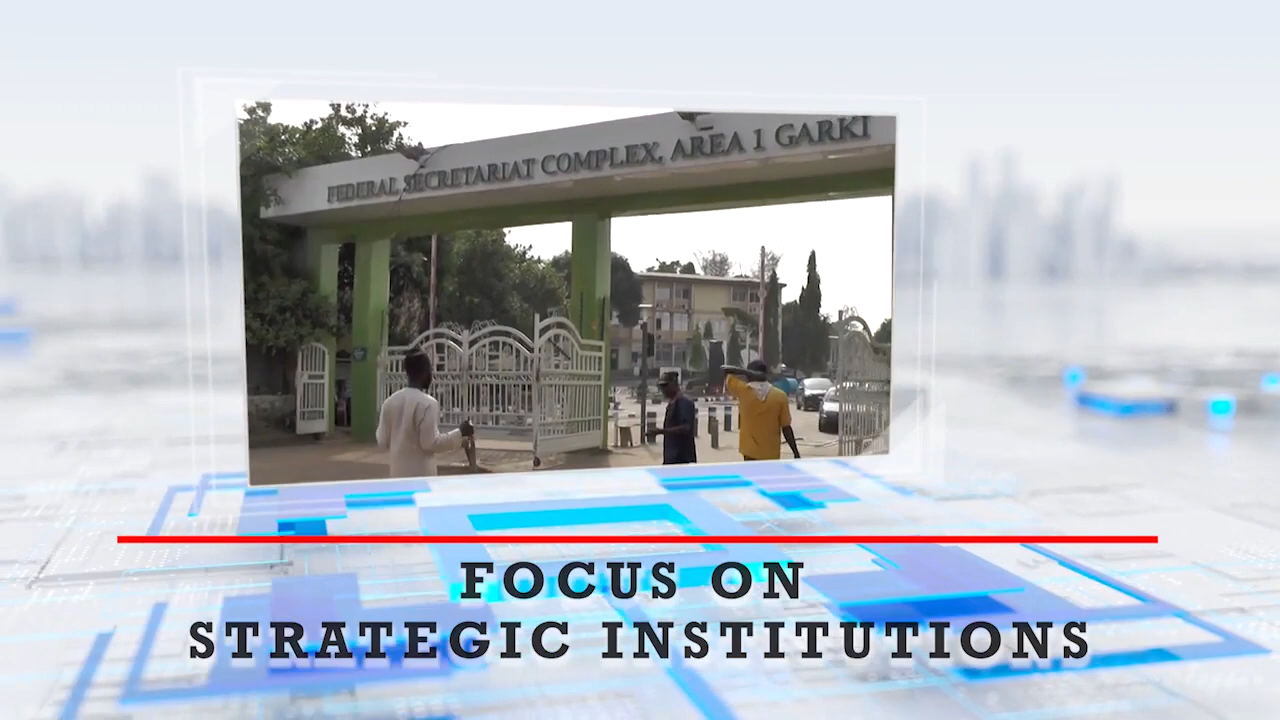 FEDERAL SECRETARIAT COMPLEX, AREA 1 GARKI
FOCUS ON
STRATEGIC INSTITUTIONS